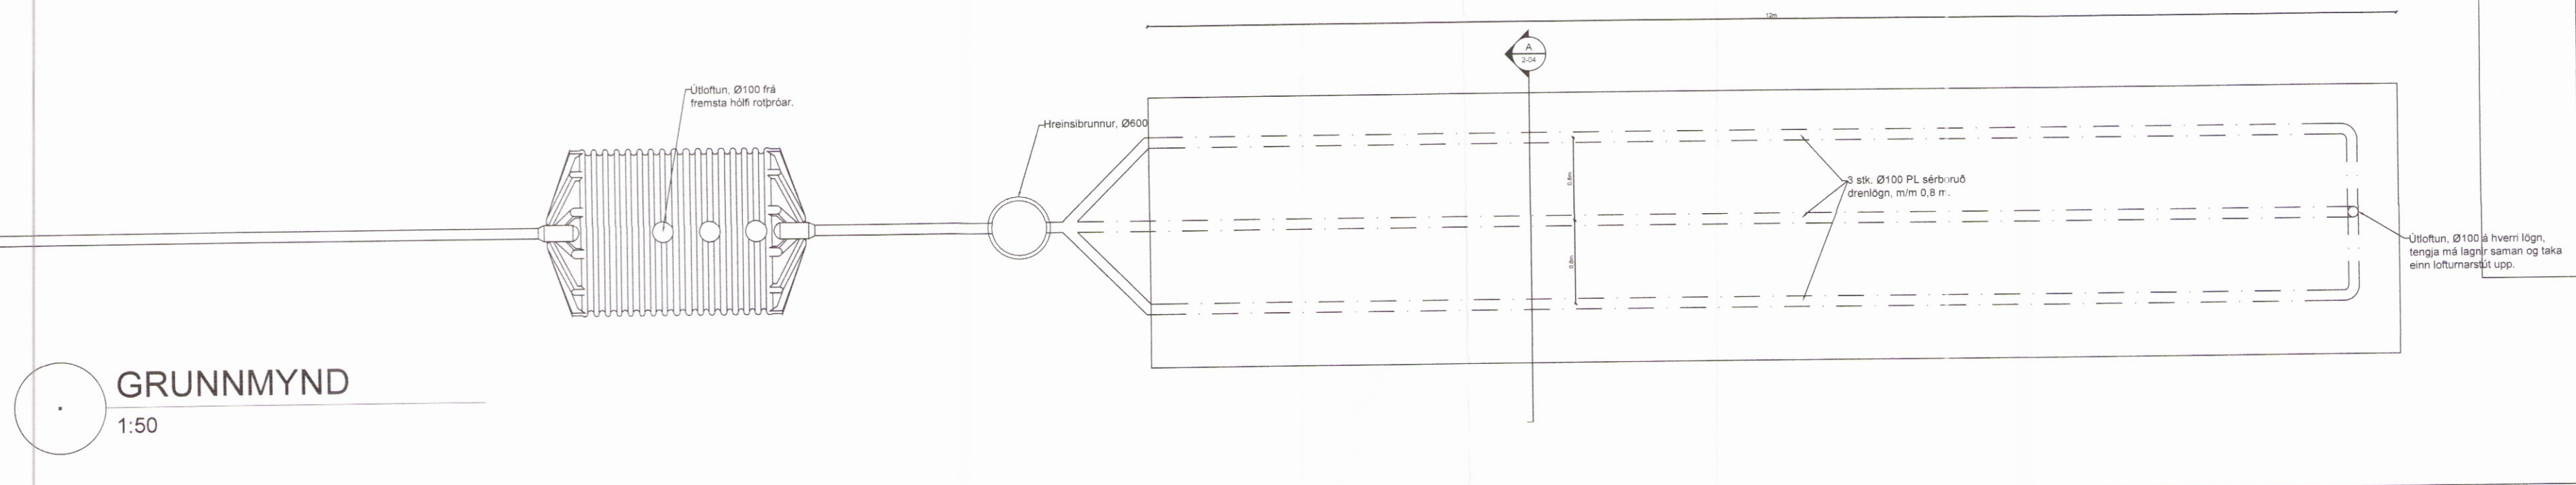 12m
A
2-04
Útloftun, Ø100 frá
fremsta hólfi rotþróar.
Hreinsibrunnur, Ø600
0,8m
3 stk. Ø100 PL sérboruð
drenlögn, m/m 0,8 m.
Útloftun, Ø100 á hverri lögn,
tengja má lagnir saman og taka
einn lofturnarstút upp.
0,8m
GRUNNMYND
1:50